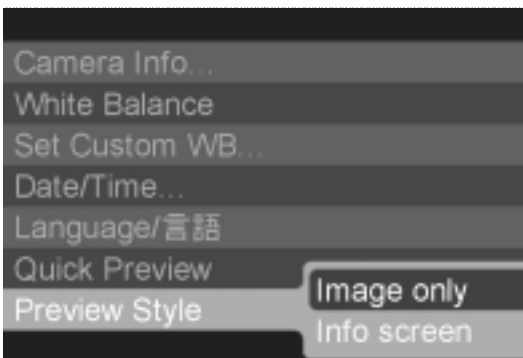 Camera Info...
White Balance
Set Custom WB...
Date/Time...
Language/言語
Quick Preview
Preview Style
Image only
Info screen